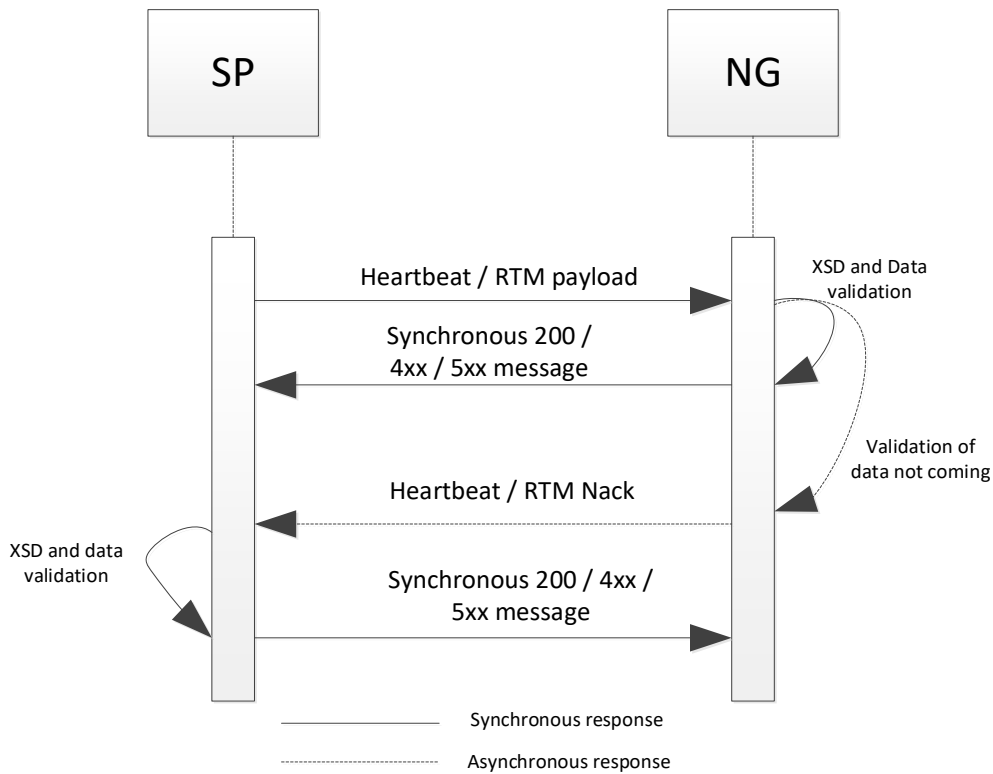 SP
NG
Heartbeat / RTM payload
XSD and Data
validation
Synchronous 200 /
4xx / 5xx message
Validation of
data not coming
Heartbeat / RTM Nack
XSD and data
validation
Synchronous 200 / 4xx /
5xx message
Synchronous response
Asynchronous response